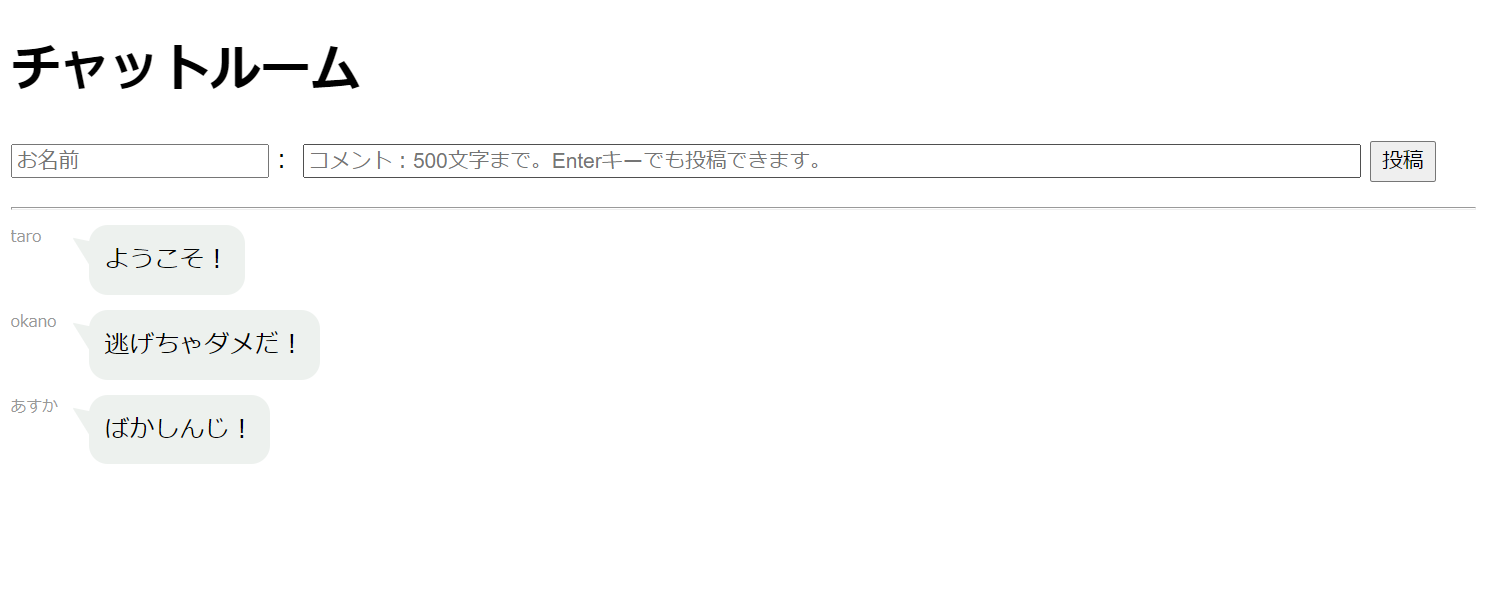 チャットルーム
お名前 : コメント：500文字まで。Enterキーでも投稿できます。 投稿
taro ようこそ！
okano 逃げちゃダメだ！
あすか ばかしんじ！